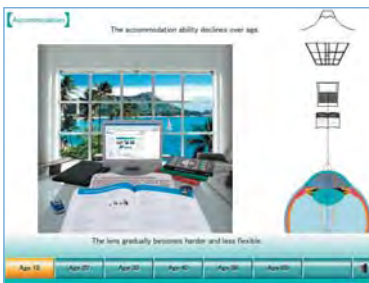 [Accommodation]
The accommodation ability declines over age.
The lens gradually becomes harder and less flexible.
Age 10
Age 20
Age 30
Age 40
Age 50
Age 60